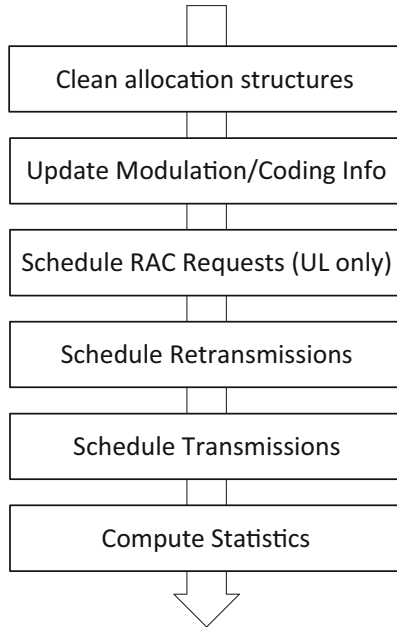 Clean allocation structures
Update Modulation/Coding Info
Schedule RAC Requests (UL only)
Schedule Retransmissions
Schedule Transmissions
Compute Statistics